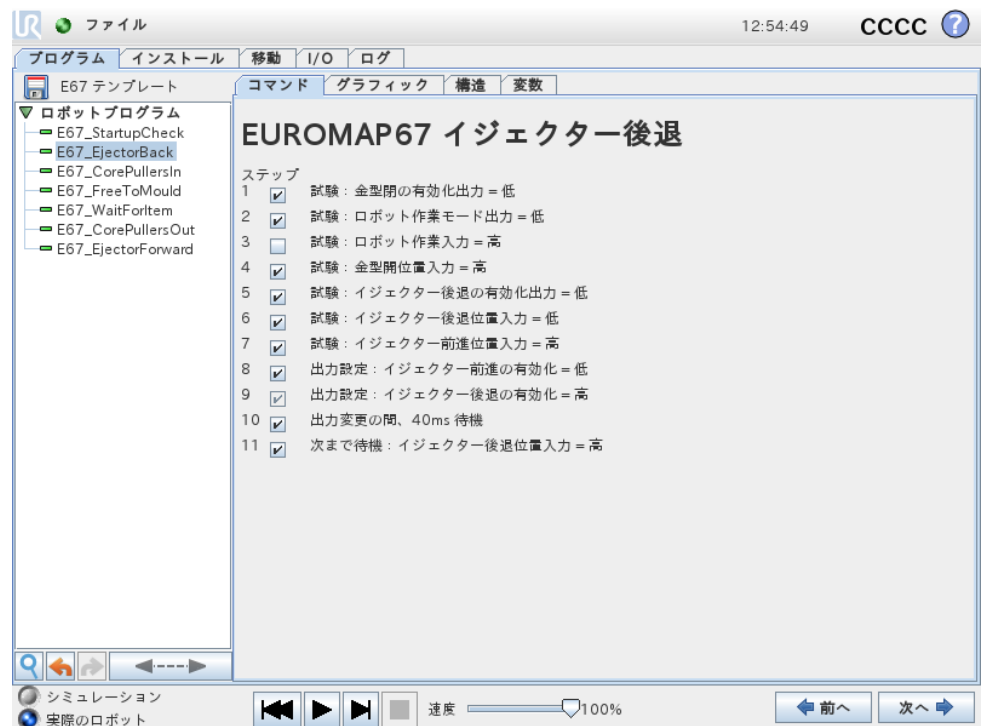 UR ファイル 12:54:49 CCCC ?
プログラム インストール 移動 I/O ログ
E67 テンプレート
コマンド グラフィック 構造 変数
ロボットプログラム
E67_StartupCheck
E67_EjectorBack
E67_CorePullersIn
E67_FreeToMould
E67_WaitForItem
E67_CorePullersOut
E67_EjectorForward
EUROMAP67 イジェクター後退
ステップ
1 試験：金型閉の有効化出力 = 低
2 試験：ロボット作業モード出力 = 低
3 試験：ロボット作業入力 = 高
4 試験：金型開位置入力 = 高
5 試験：イジェクター後退の有効化出力 = 低
6 試験：イジェクター後退位置入力 = 低
7 試験：イジェクター前進位置入力 = 高
8 出力設定：イジェクター前進の有効化 = 低
9 出力設定：イジェクター後退の有効化 = 高
10 出力変更の間、40ms 待機
11 次まで待機：イジェクター後退位置入力 = 高
シミュレーション
実際のロボット
速度 100%
前へ 次へ